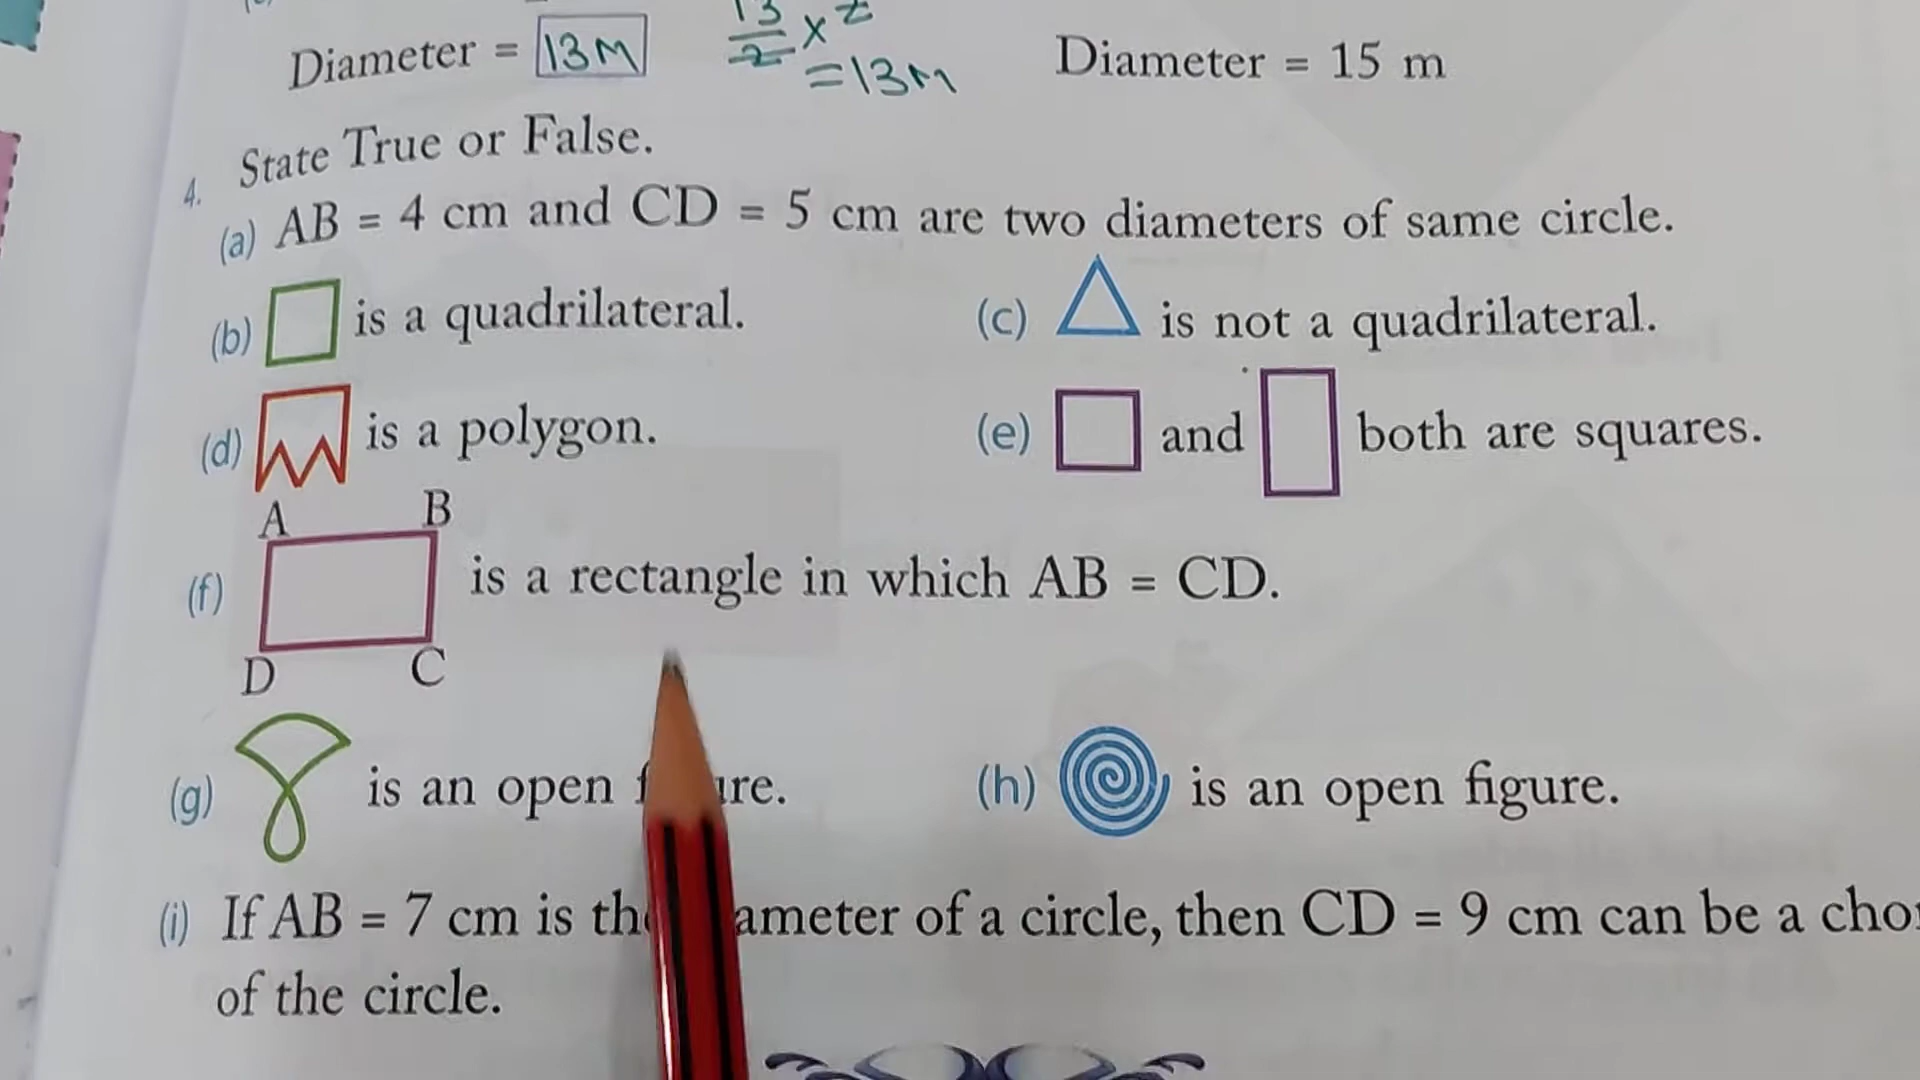 Diameter = 13M
13/2 × 2
= 13M
Diameter = 15 m
4. State True or False.
(a) AB = 4 cm and CD = 5 cm are two diameters of same circle.
(b) is a quadrilateral.
(c) is not a quadrilateral.
(d) is a polygon.
(e) and both are squares.
A B
(f) is a rectangle in which AB = CD.
D C
(g) is an open
(h) is an open figure.
(i) If AB = 7 cm is of a circle, then CD = 9 cm can be a
of the circle.